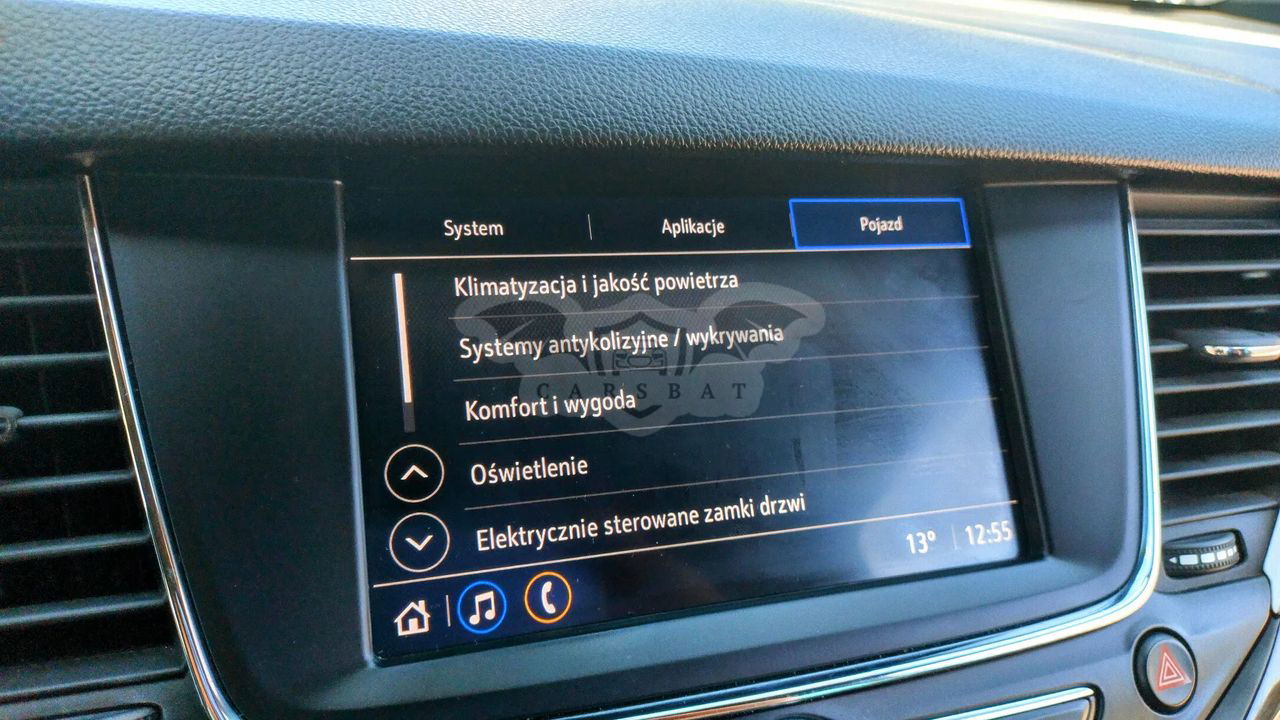 System
Aplikacje
Pojazd
Klimatyzacja i jakość powietrza
Systemy antykolizyjne / wykrywania
CARSBAT
Komfort i wygoda
Oświetlenie
Elektrycznie sterowane zamki drzwi
13° 12:55